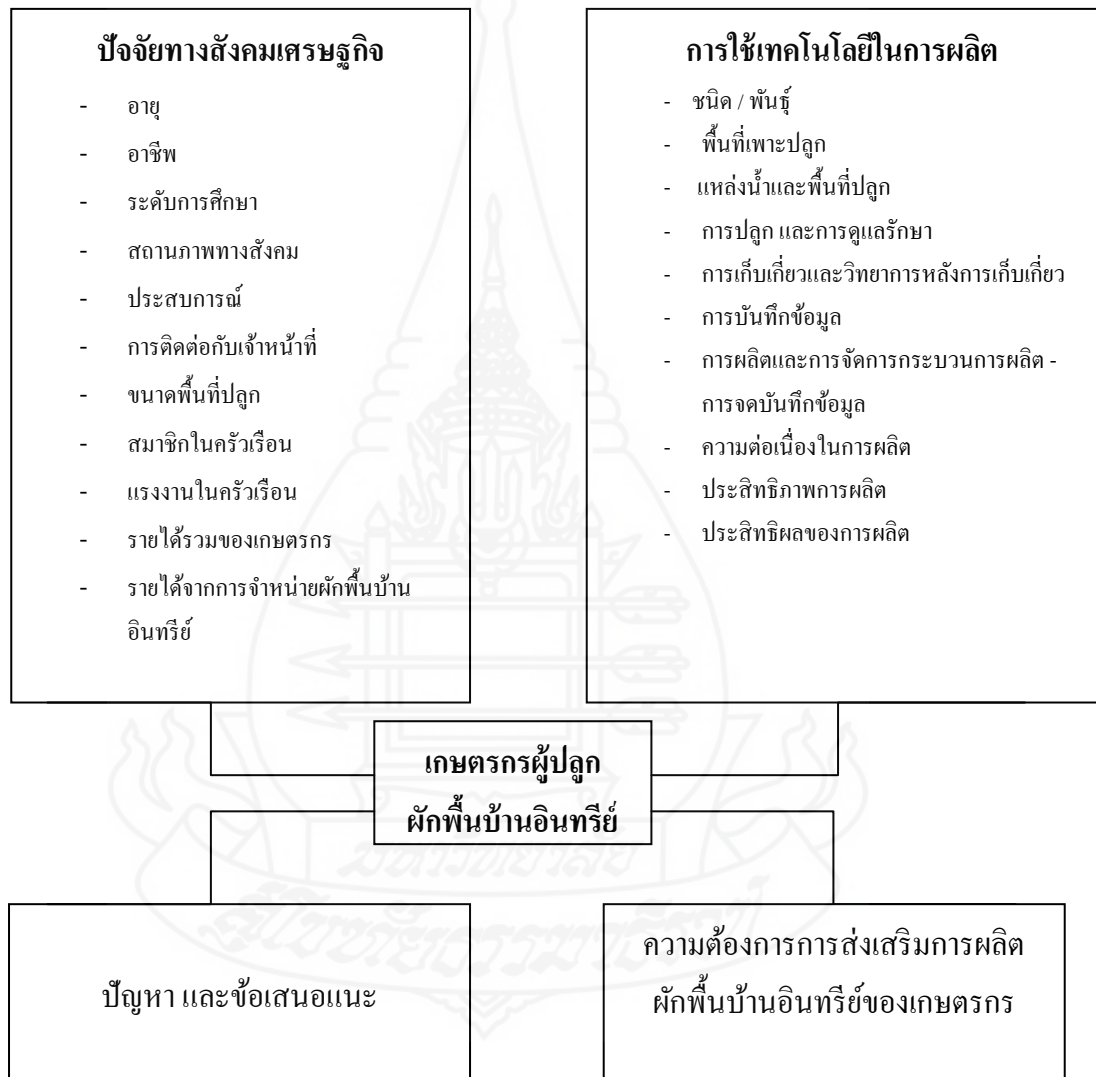 ปัจจัยทางสังคมเศรษฐกิจ
- อายุ
- อาชีพ
- ระดับการศึกษา
- สถานภาพทางสังคม
- ประสบการณ์
- การติดต่อกับเจ้าหน้าที่
- ขนาดพื้นที่ปลูก
- สมาชิกในครัวเรือน
- แรงงานในครัวเรือน
- รายได้รวมของเกษตรกร
- รายได้จากการจำหน่ายผักพื้นบ้าน
อินทรีย์
การใช้เทคโนโลยีในการผลิต
- ชนิด / พันธุ์
- พื้นที่เพาะปลูก
- แหล่งน้ำและพื้นที่ปลูก
- การปลูก และการดูแลรักษา
- การเก็บเกี่ยวและวิทยาการหลังการเก็บเกี่ยว
- การบันทึกข้อมูล
- การผลิตและการจัดการกระบวนการผลิต -
การจดบันทึกข้อมูล
- ความต่อเนื่องในการผลิต
- ประสิทธิภาพการผลิต
- ประสิทธิผลของการผลิต
เกษตรกรผู้ปลูก
ผักพื้นบ้านอินทรีย์
มหาวิทยาลัย
สุโขทัยธรรมาธิราช
ปัญหา และข้อเสนอแนะ
ความต้องการการส่งเสริมการผลิต
ผักพื้นบ้านอินทรีย์ของเกษตรกร